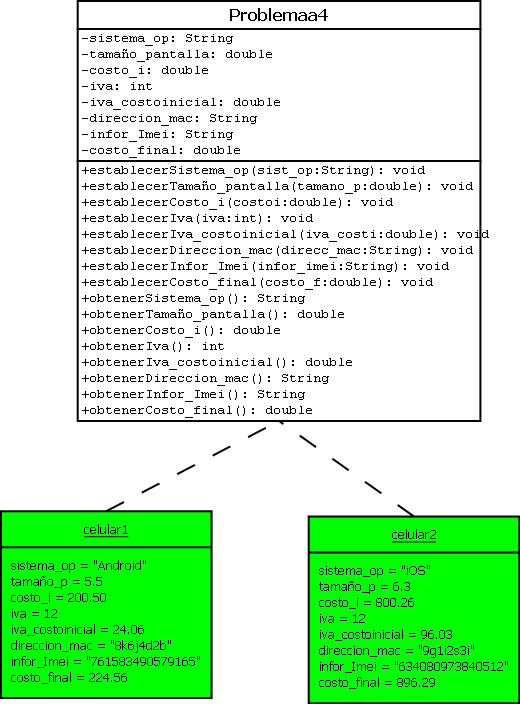 Problemaa4
-sistema_op: String
-tamaño_pantalla: double
-costo_i: double
-iva: int
-iva_costoinicial: double
-direccion_mac: String
-infor_Imei: String
-costo_final: double
+establecerSistema_op(sist_op:String): void
+establecerTamaño_pantalla(tamano_p:double): void
+establecerCosto_i(costoi:double): void
+establecerIva(iva:int): void
+establecerIva_costoinicial(iva_costi:double): void
+establecerDireccion_mac(direcc_mac:String): void
+establecerInfor_Imei(infor_imei:String): void
+establecerCosto_final(costo_f:double): void
+obtenerSistema_op(): String
+obtenerTamaño_pantalla(): double
+obtenerCosto_i(): double
+obtenerIva(): int
+obtenerIva_costoinicial(): double
+obtenerDireccion_mac(): String
+obtenerInfor_Imei(): String
+obtenerCosto_final(): double
celular1
sistema_op = "Android"
tamaño_p = 5.5
costo_i = 200.50
iva = 12
iva_costoinicial = 24.06
direccion_mac = "8k6j4d2b"
infor_Imei = "761583490579165"
costo_final = 224.56
celular2
sistema_op = "iOS"
tamaño_p = 6.3
costo_i = 800.26
iva = 12
iva_costoinicial = 96.03
direccion_mac = "9g1i2s3i"
infor_Imei = "634080973840512"
costo_final = 896.29